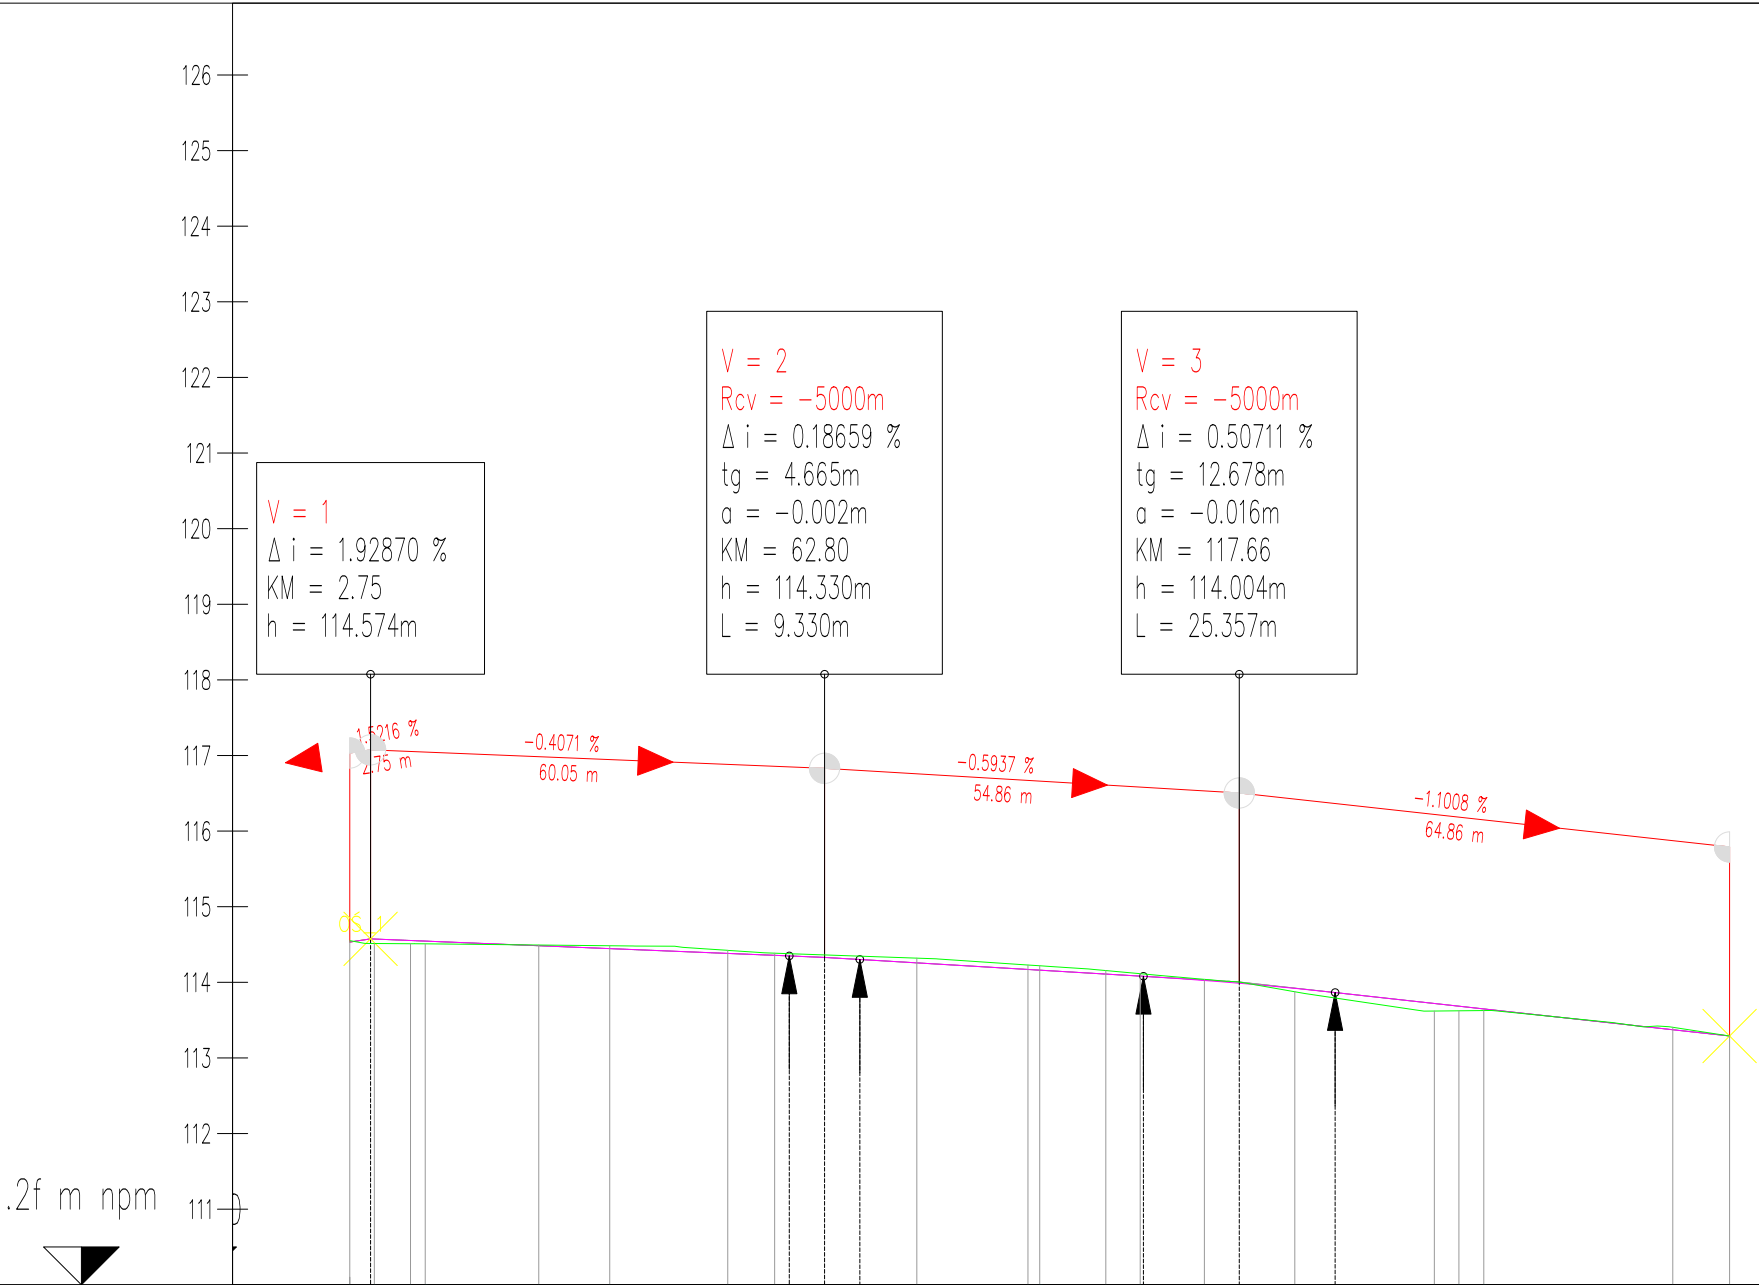 126
125
124
123
122
121
120
119
118
117
116
115
114
113
112
111
.2f m npm
V = 1
Δ i = 1.92870 %
KM = 2.75
h = 114.574m
V = 2
Rcv = -5000m
Δ i = 0.18659 %
tg = 4.665m
a = -0.002m
KM = 62.80
h = 114.330m
L = 9.330m
V = 3
Rcv = -5000m
Δ i = 0.50711 %
tg = 12.678m
a = -0.016m
KM = 117.66
h = 114.004m
L = 25.357m
1.5216 %
2.75 m
-0.4071 %
60.05 m
-0.5937 %
54.86 m
-1.1008 %
64.86 m